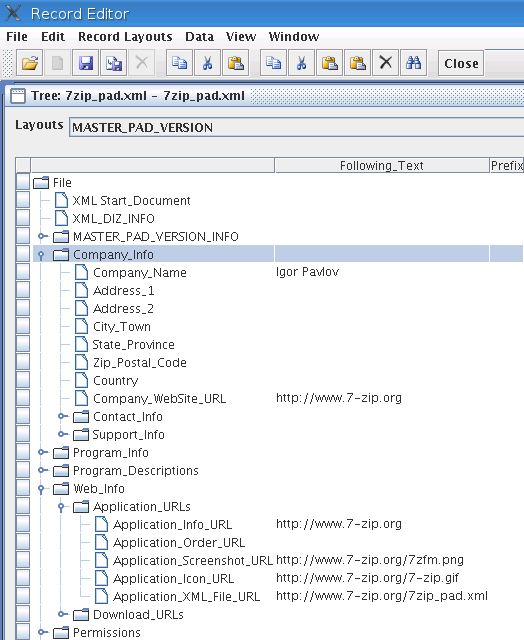 Record Editor
File Edit Record Layouts Data View Window
Close
Tree: 7zip_pad.xml - 7zip_pad.xml
Layouts MASTER_PAD_VERSION
Following_Text Prefix
File
XML Start_Document
XML_DIZ_INFO
MASTER_PAD_VERSION_INFO
Company_Info
Company_Name Igor Pavlov
Address_1
Address_2
City_Town
State_Province
Zip_Postal_Code
Country
Company_WebSite_URL http://www.7-zip.org
Contact_Info
Support_Info
Program_Info
Program_Descriptions
Web_Info
Application_URLs
Application_Info_URL http://www.7-zip.org
Application_Order_URL
Application_Screenshot_URL http://www.7-zip.org/7zfm.png
Application_Icon_URL http://www.7-zip.org/7-zip.gif
Application_XML_File_URL http://www.7-zip.org/7zip_pad.xml
Download_URLs
Permissions